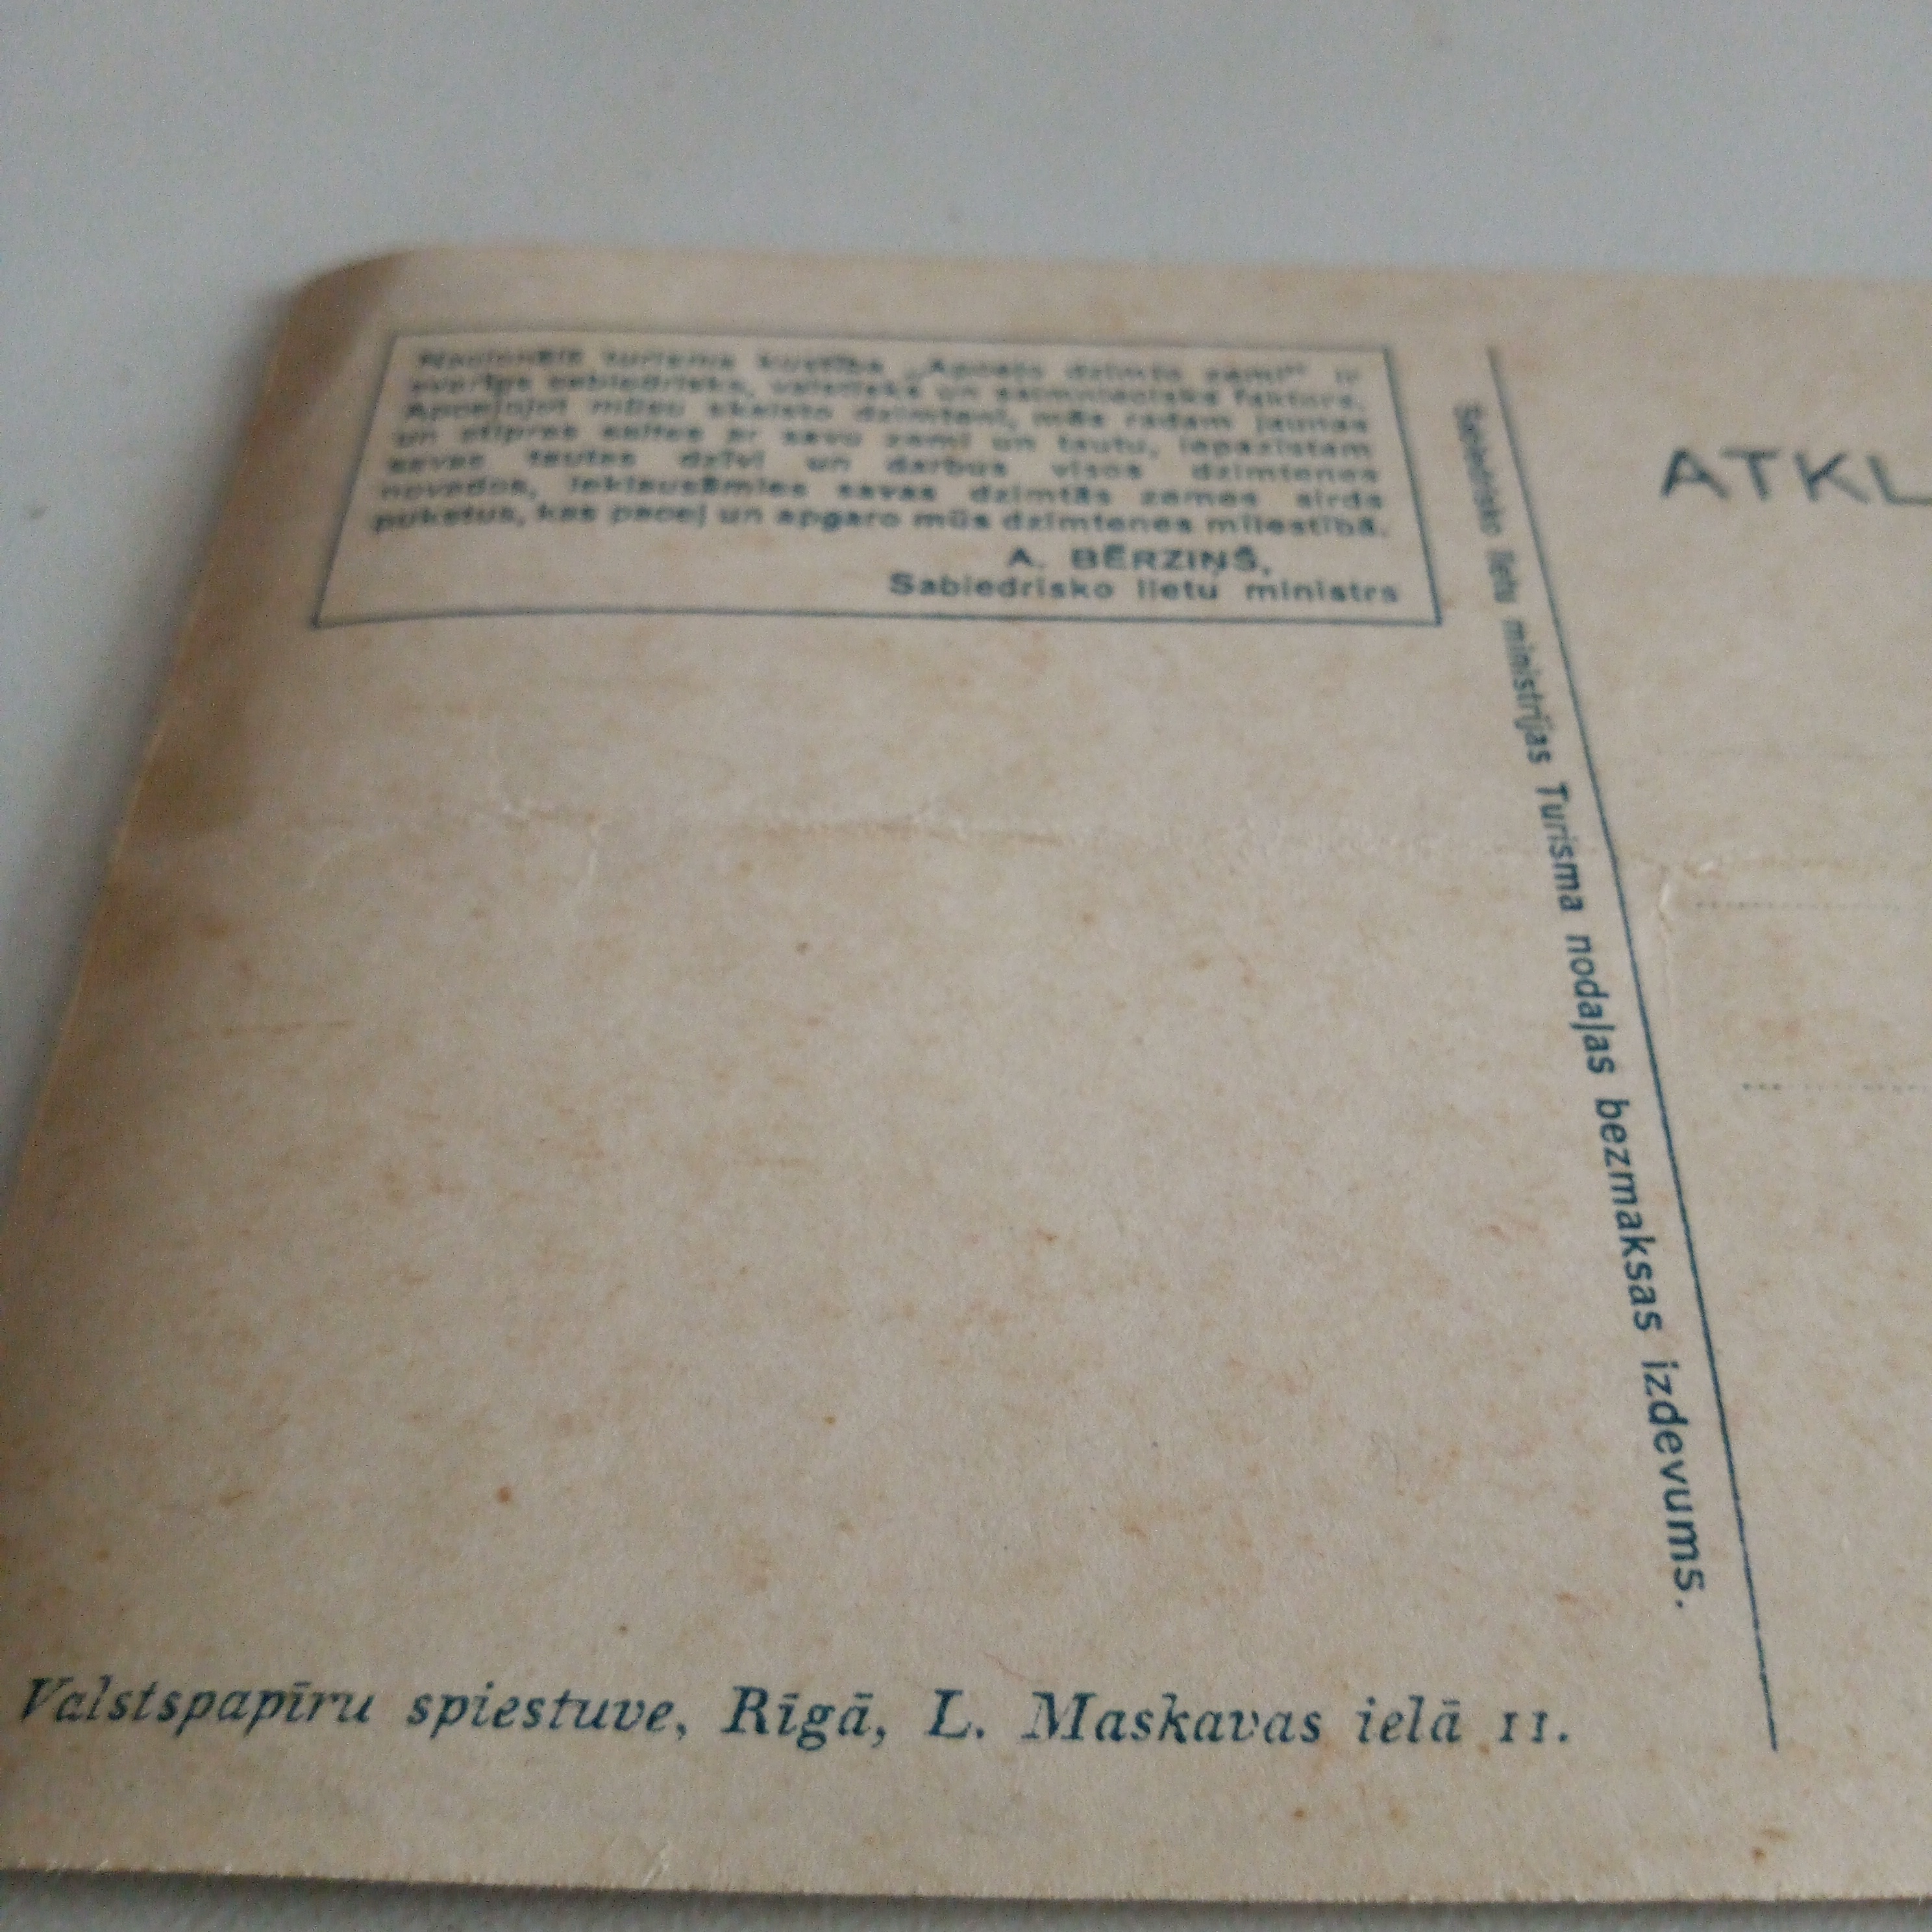 Nacionālā tūrisma kustība „Apceļo dzimto zemi" ir
svarīgs sabiedrisks, valstisks un saimniecisks faktors.
Apceļojot mūsu skaisto dzimteni, mēs radam jaunas
un stipras saites ar savu zemi un tautu, iepazīstam
savas tautas dzīvi un darbus visos dzimtenes
novados, ieklausāmies savas dzimtās zemes sirds
pukstus, kas paceļ un apgaro mūs dzimtenes mīlestībā.
A. BĒRZIŅŠ,
Sabiedrisko lietu ministrs
Sabiedrisko lietu ministrijas Turisma nodaļas bezmaksas izdevums.
ATKL
Valstspapīru spiestuve, Rīgā, L. Maskavas ielā 11.